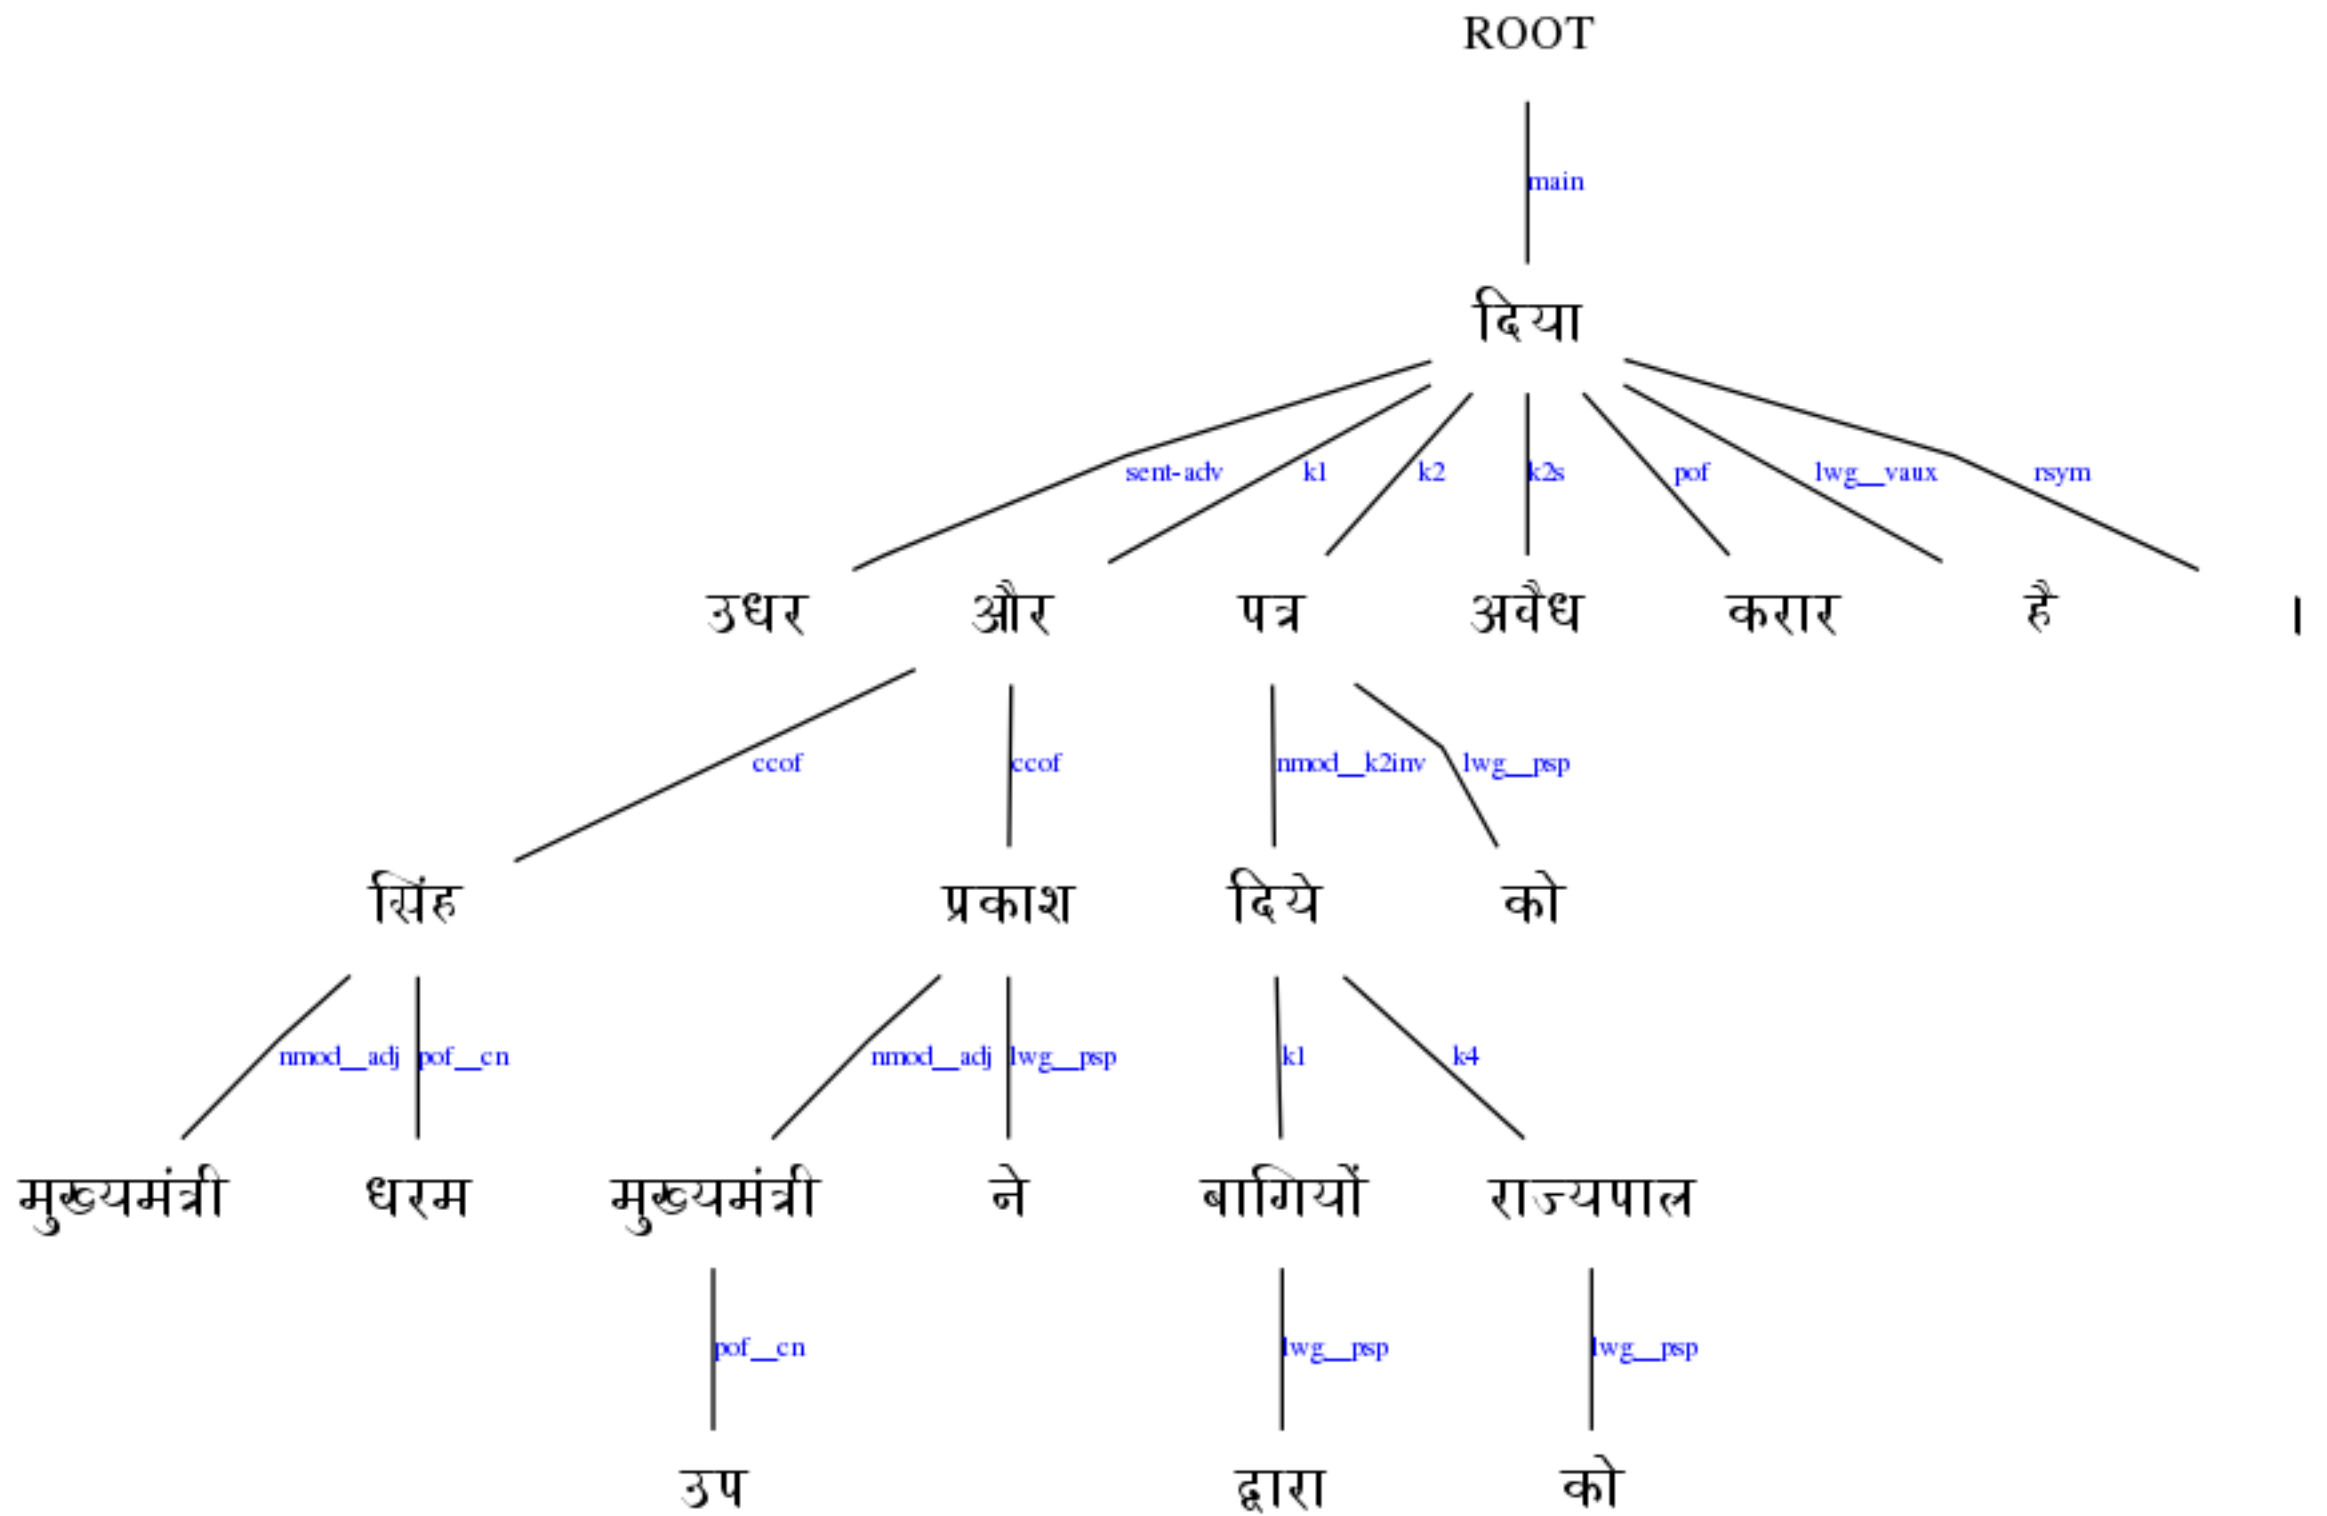 ROOT
main
दिया
sent-adv k1 k2 k2s pof lwg__vaux rsym
उधर और पत्र अवैध करार है ।
ccof ccof nmod__k2inv lwg__psp
सिंह प्रकाश दिये को
nmod__adj pof__cn nmod__adj lwg__psp k1 k4
मुख्यमंत्री धरम मुख्यमंत्री ने बागियों राज्यपाल
pof__cn lwg__psp lwg__psp
उप द्वारा को